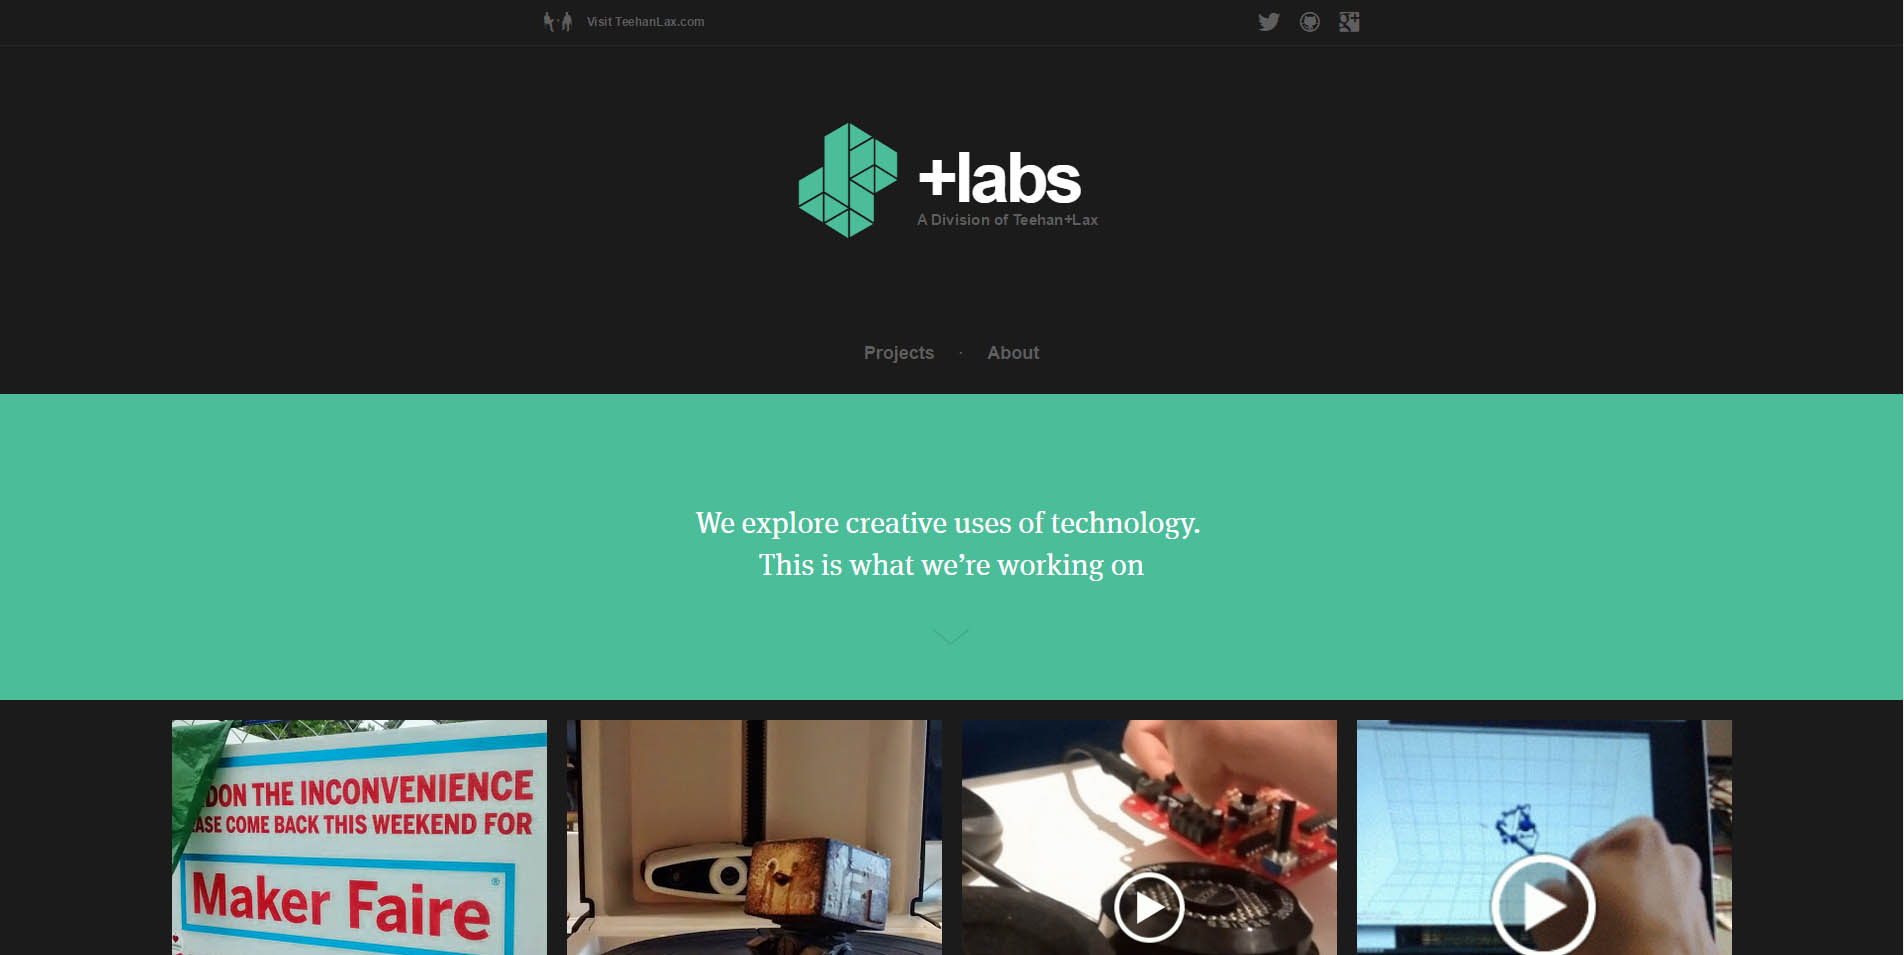 Visit TeehanLax.com
+labs
A Division of Teehan+Lax
Projects · About
We explore creative uses of technology.
This is what we’re working on
DON THE INCONVENIENCE
ASE COME BACK THIS WEEKEND FOR
Maker Faire®